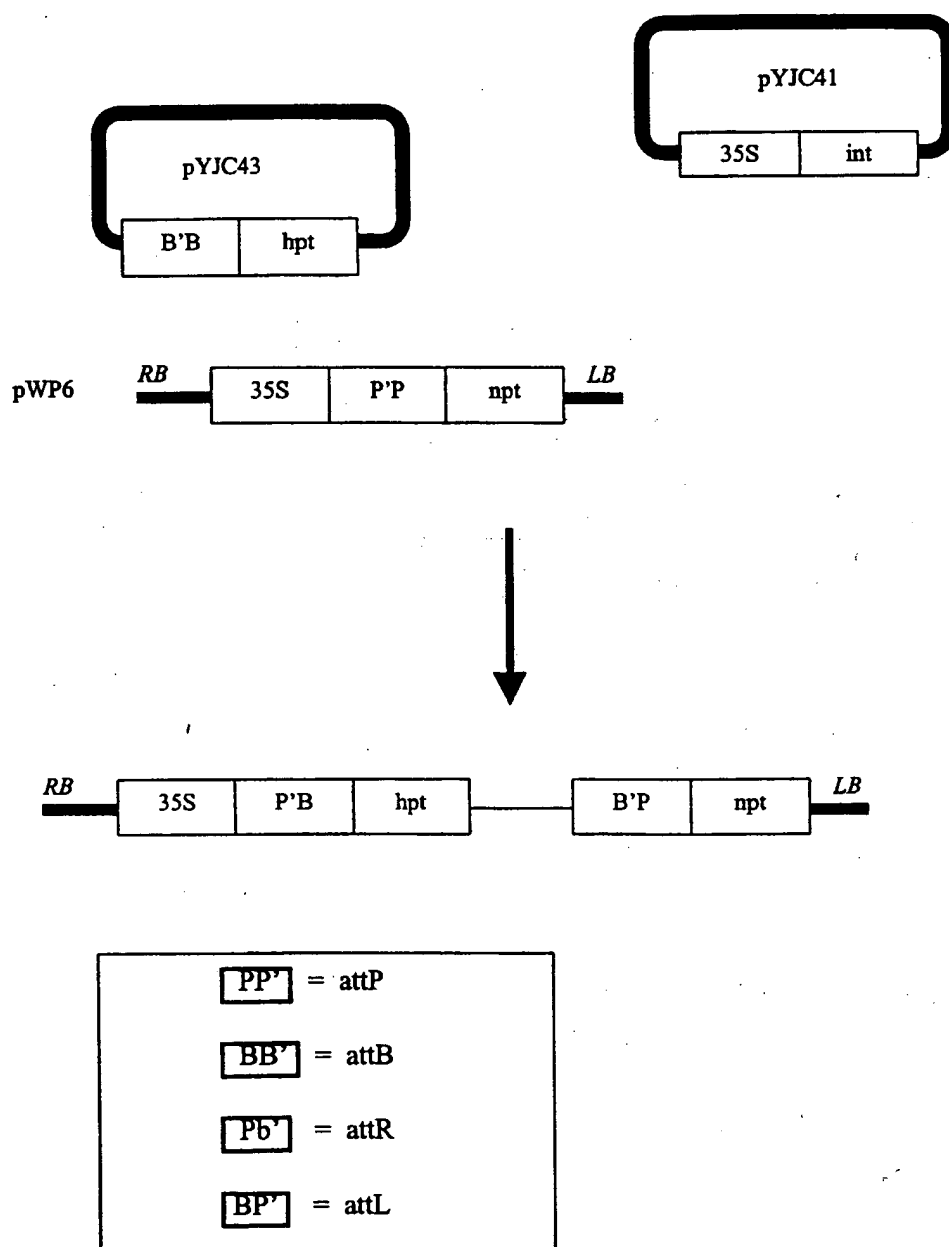 pYJC41
35S int
pYJC43
B'B hpt
pWP6 RB 35S P'P npt LB
RB 35S P'B hpt B'P npt LB
PP' = attP
BB' = attB
Pb' = attR
BP' = attL